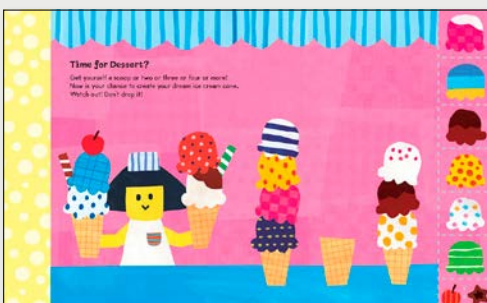 Time for Dessert?
Get yourself a scoop or two or three or four or more!
Now is your chance to create your dream ice cream cone.
Watch out! Don't drop it!